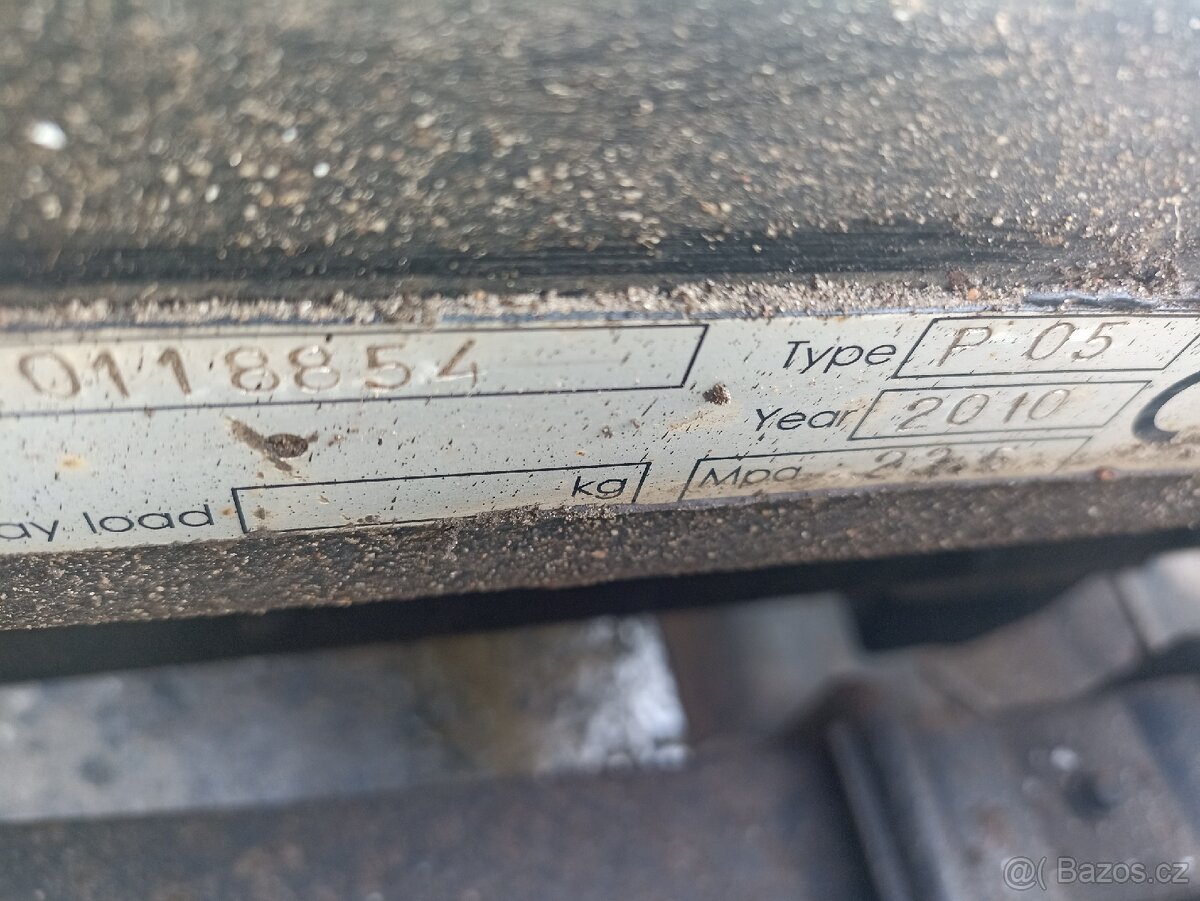 0118854 Type P 05
Year 2010
ay load kg Mpa
@( Bazos.cz